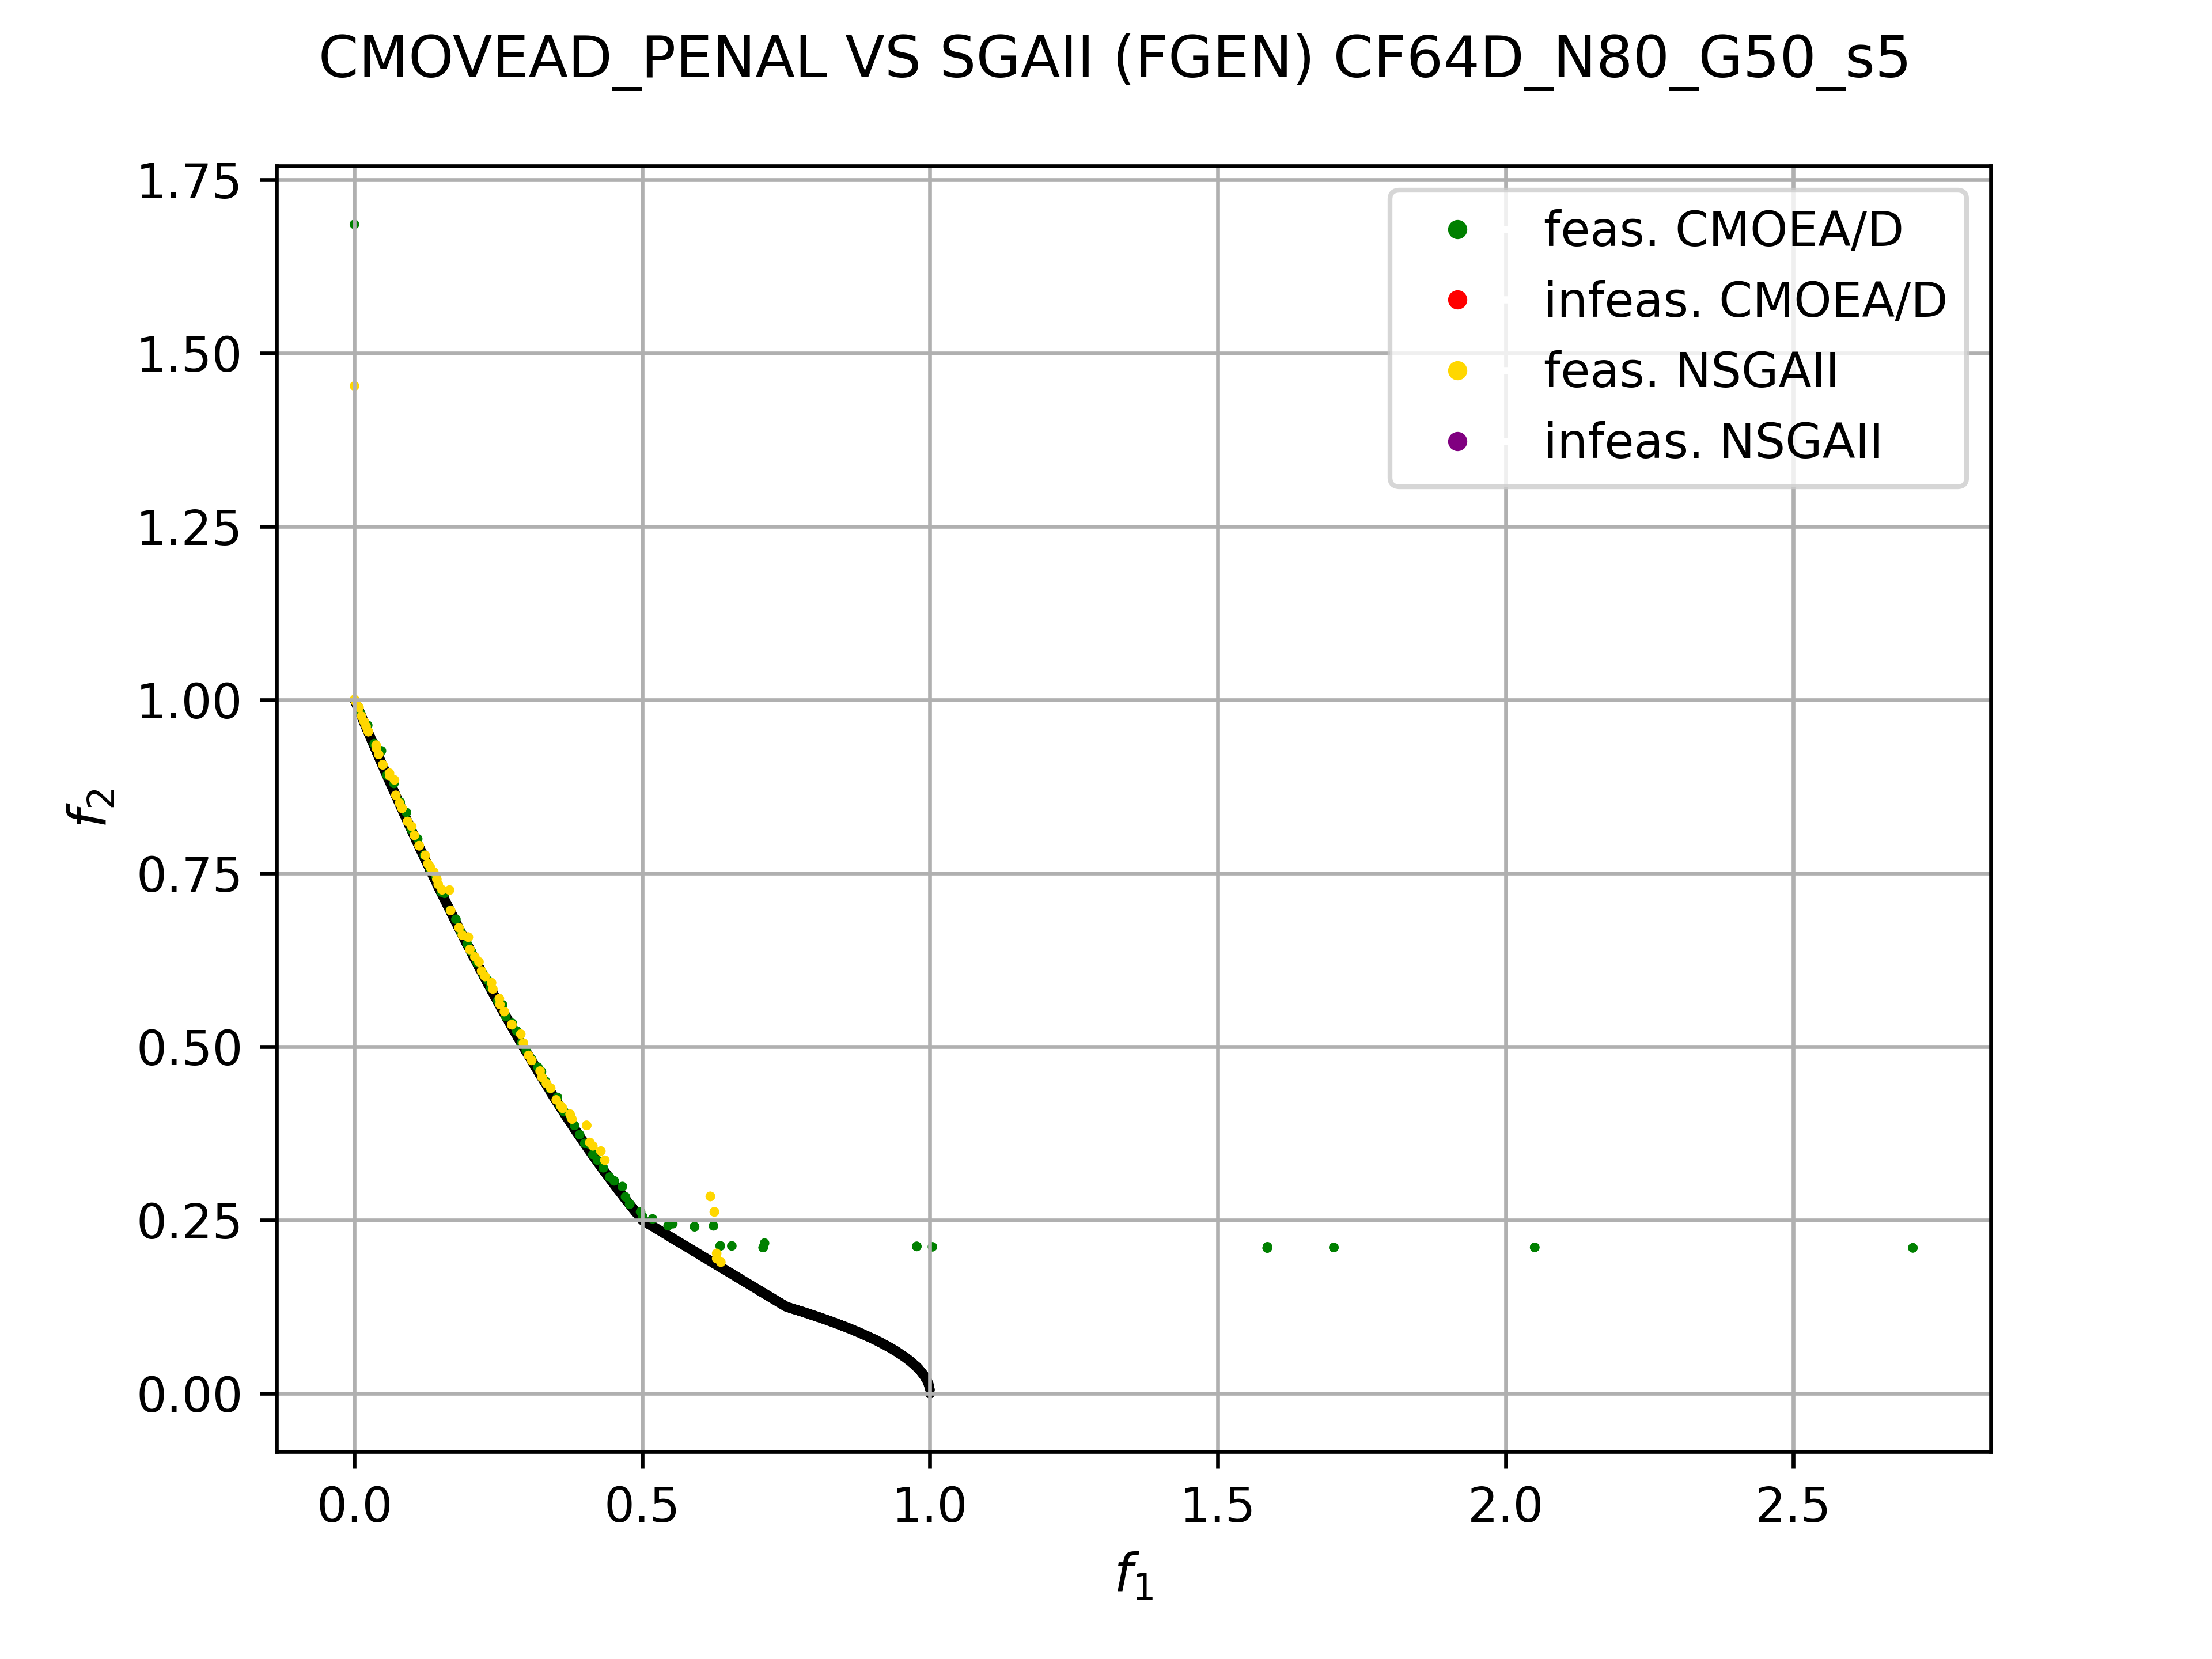 CMOVEAD_PENAL VS SGAII (FGEN) CF64D_N80_G50_s5
1.75
1.50
1.25
1.00
0.75
0.50
0.25
0.00
f2
feas. CMOEA/D
infeas. CMOEA/D
feas. NSGAII
infeas. NSGAII
0.0 0.5 1.0 1.5 2.0 2.5
f1